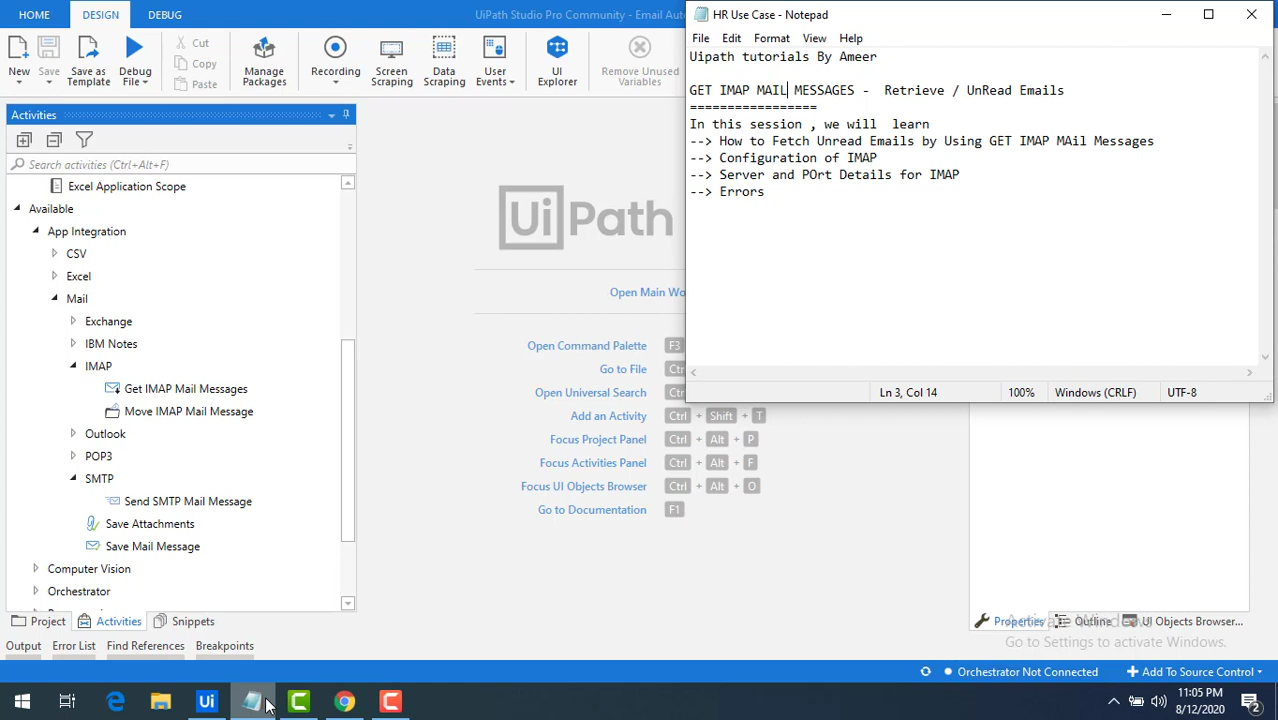 HOME
DESIGN
DEBUG
UiPath Studio Pro Community - Email Auto
New
Save
Save as Template
Debug File
Cut
Copy
Paste
Manage Packages
Recording
Screen Scraping
Data Scraping
User Events
UI Explorer
Remove Unused Variables
Activities
Search activities (Ctrl+Alt+F)
Excel Application Scope
Available
App Integration
CSV
Excel
Mail
Exchange
IBM Notes
IMAP
Get IMAP Mail Messages
Move IMAP Mail Message
Outlook
POP3
SMTP
Send SMTP Mail Message
Save Attachments
Save Mail Message
Computer Vision
Orchestrator
Project
Activities
Snippets
Output
Error List
Find References
Breakpoints
UiPath
Open Main Wo
Open Command Palette F3
Go to File Ctr
Open Universal Search Ctr
Add an Activity Ctrl + Shift + T
Focus Project Panel Ctrl + Alt + P
Focus Activities Panel Ctrl + Alt + F
Focus UI Objects Browser Ctrl + Alt + O
Go to Documentation F1
HR Use Case - Notepad
File Edit Format View Help
Uipath tutorials By Ameer
GET IMAP MAIL MESSAGES - Retrieve / UnRead Emails
=================
In this session , we will learn
--> How to Fetch Unread Emails by Using GET IMAP MAil Messages
--> Configuration of IMAP
--> Server and POrt Details for IMAP
--> Errors
Ln 3, Col 14
100%
Windows (CRLF)
UTF-8
Properties
Outline
UI Objects Browser...
Activate Windows
Go to Settings to activate Windows.
Orchestrator Not Connected
Add To Source Control
Ui
11:05 PM
8/12/2020
2